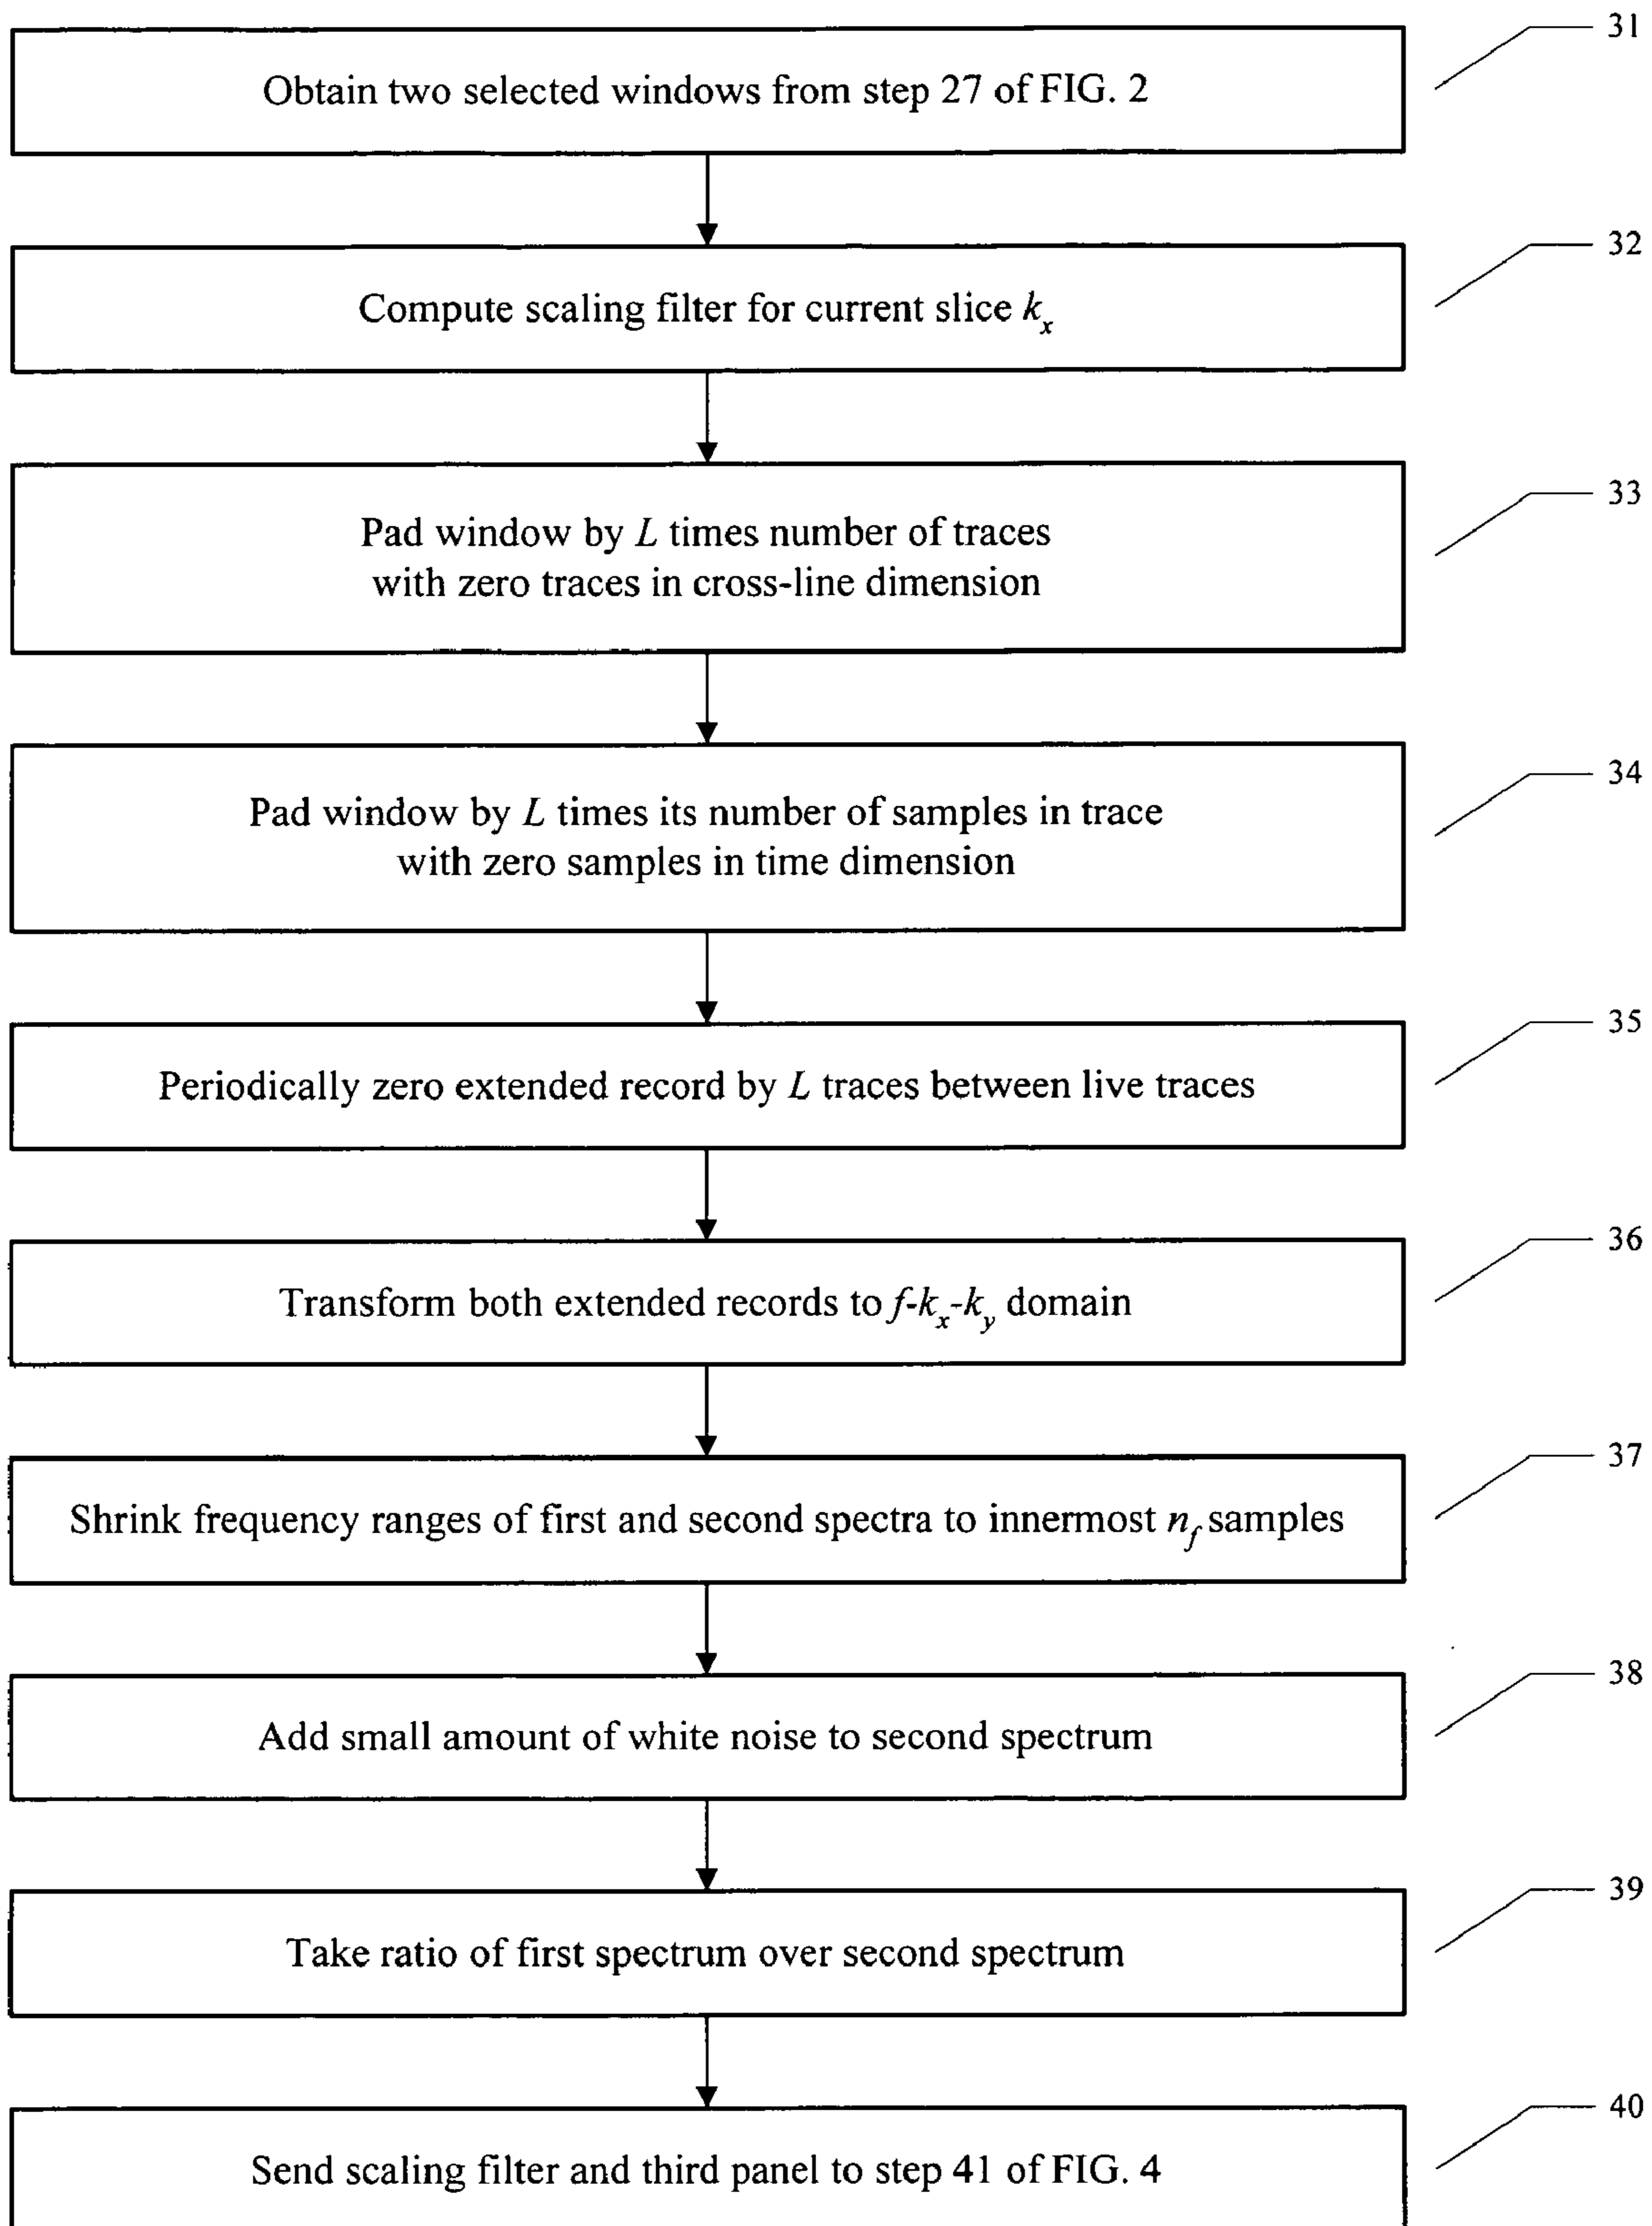 31
Obtain two selected windows from step 27 of FIG. 2
32
Compute scaling filter for current slice kx
33
Pad window by L times number of traces
with zero traces in cross-line dimension
34
Pad window by L times its number of samples in trace
with zero samples in time dimension
35
Periodically zero extended record by L traces between live traces
36
Transform both extended records to f-kx-ky domain
37
Shrink frequency ranges of first and second spectra to innermost nf samples
38
Add small amount of white noise to second spectrum
39
Take ratio of first spectrum over second spectrum
40
Send scaling filter and third panel to step 41 of FIG. 4